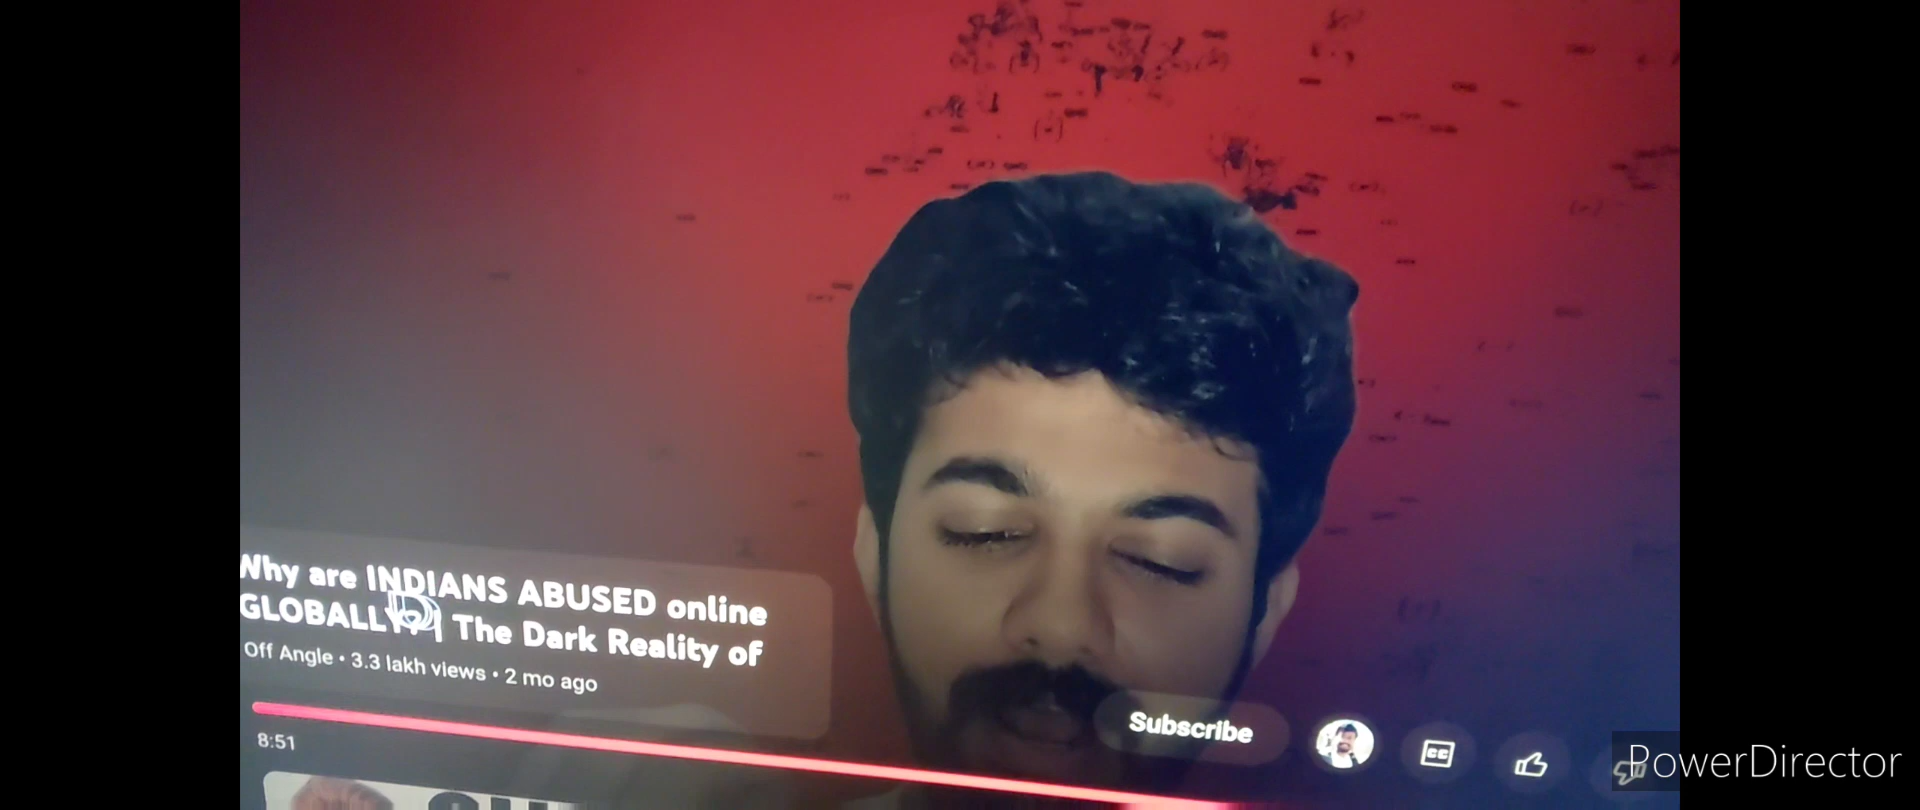 Why are INDIANS ABUSED online
GLOBALLY? | The Dark Reality of
Off Angle • 3.3 lakh views • 2 mo ago
Subscribe
8:51
CC
PowerDirector